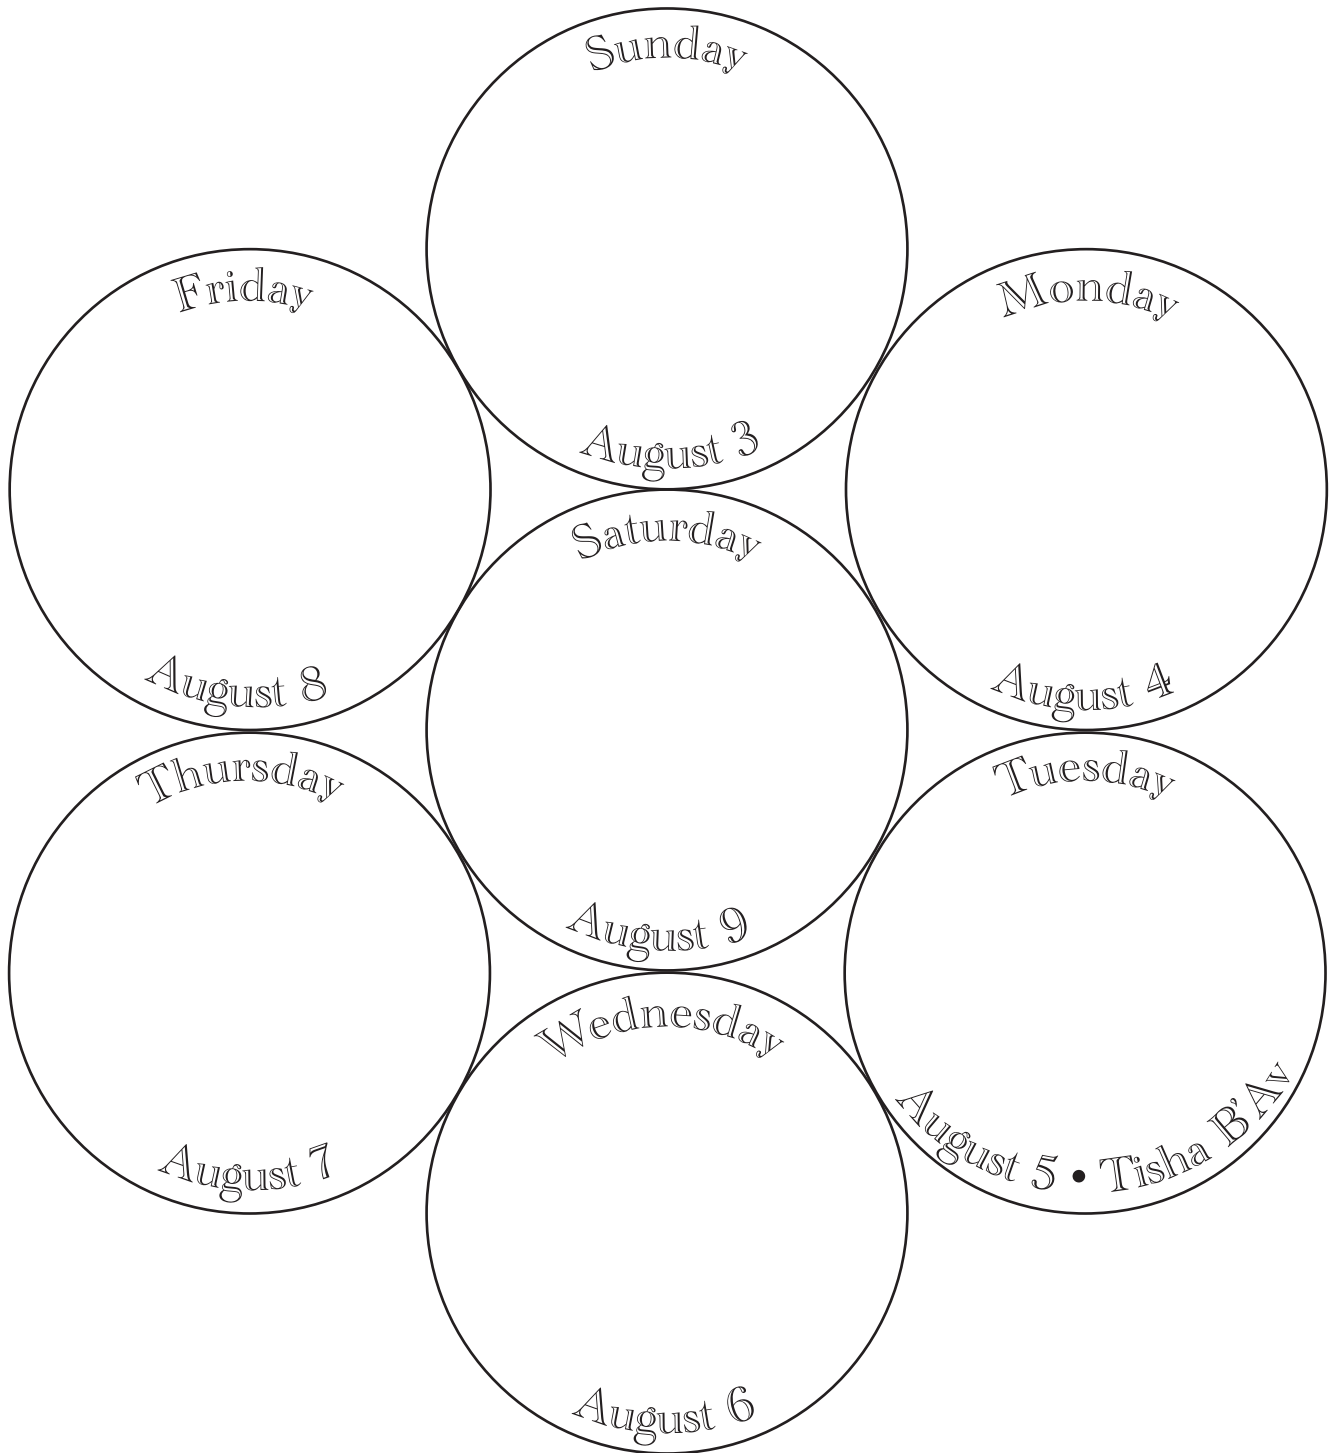 Sunday
August 3
Monday
August 4
Tuesday
August 5 • Tisha B'Av
Wednesday
August 6
Thursday
August 7
Friday
August 8
Saturday
August 9